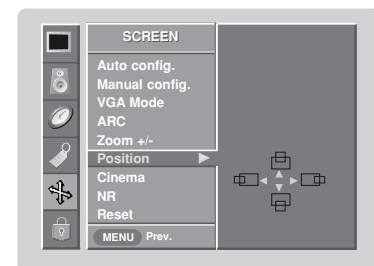 SCREEN
Auto config.
Manual config.
VGA Mode
ARC
Zoom +/-
Position
Cinema
NR
Reset
MENU Prev.